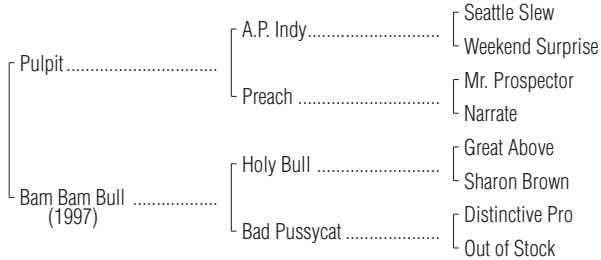 Seattle Slew
A.P. Indy..............................
Weekend Surprise
Pulpit................................
Mr. Prospector
Preach ..............................
Narrate
Great Above
Holy Bull ..........................
Sharon Brown
Bam Bam Bull ..................
(1997)
Distinctive Pro
Bad Pussycat ....................
Out of Stock